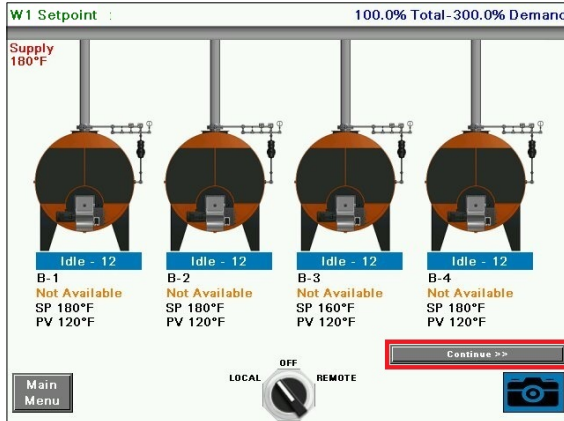 W1 Setpoint :
100.0% Total-300.0% Demand
Supply
180°F
Idle - 12
Idle - 12
Idle - 12
Idle - 12
B-1
Not Available
SP 180°F
PV 120°F
B-2
Not Available
SP 180°F
PV 120°F
B-3
Not Available
SP 160°F
PV 120°F
B-4
Not Available
SP 180°F
PV 120°F
Continue >>
OFF
LOCAL
REMOTE
Main
Menu